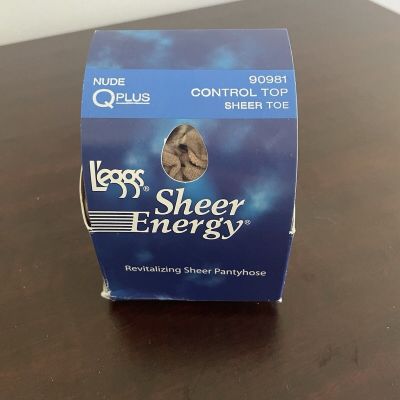 NUDE
Q PLUS
90981
CONTROL TOP
SHEER TOE
L'eggs®
Sheer
Energy®
Revitalizing Sheer Pantyhose